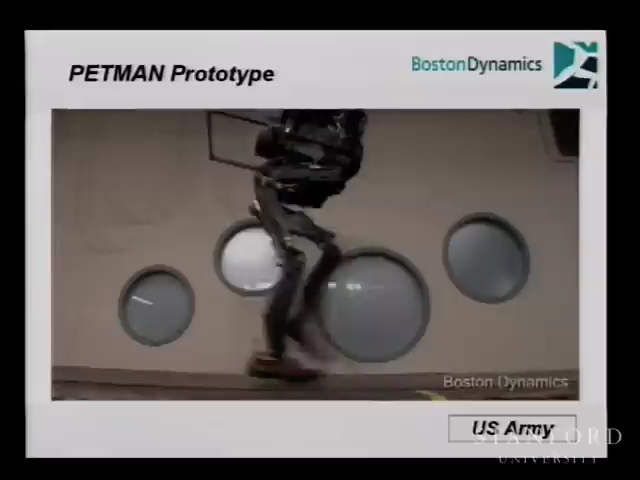 PETMAN Prototype
BostonDynamics
Boston Dynamics
US Army
STANFORD
UNIVERSITY